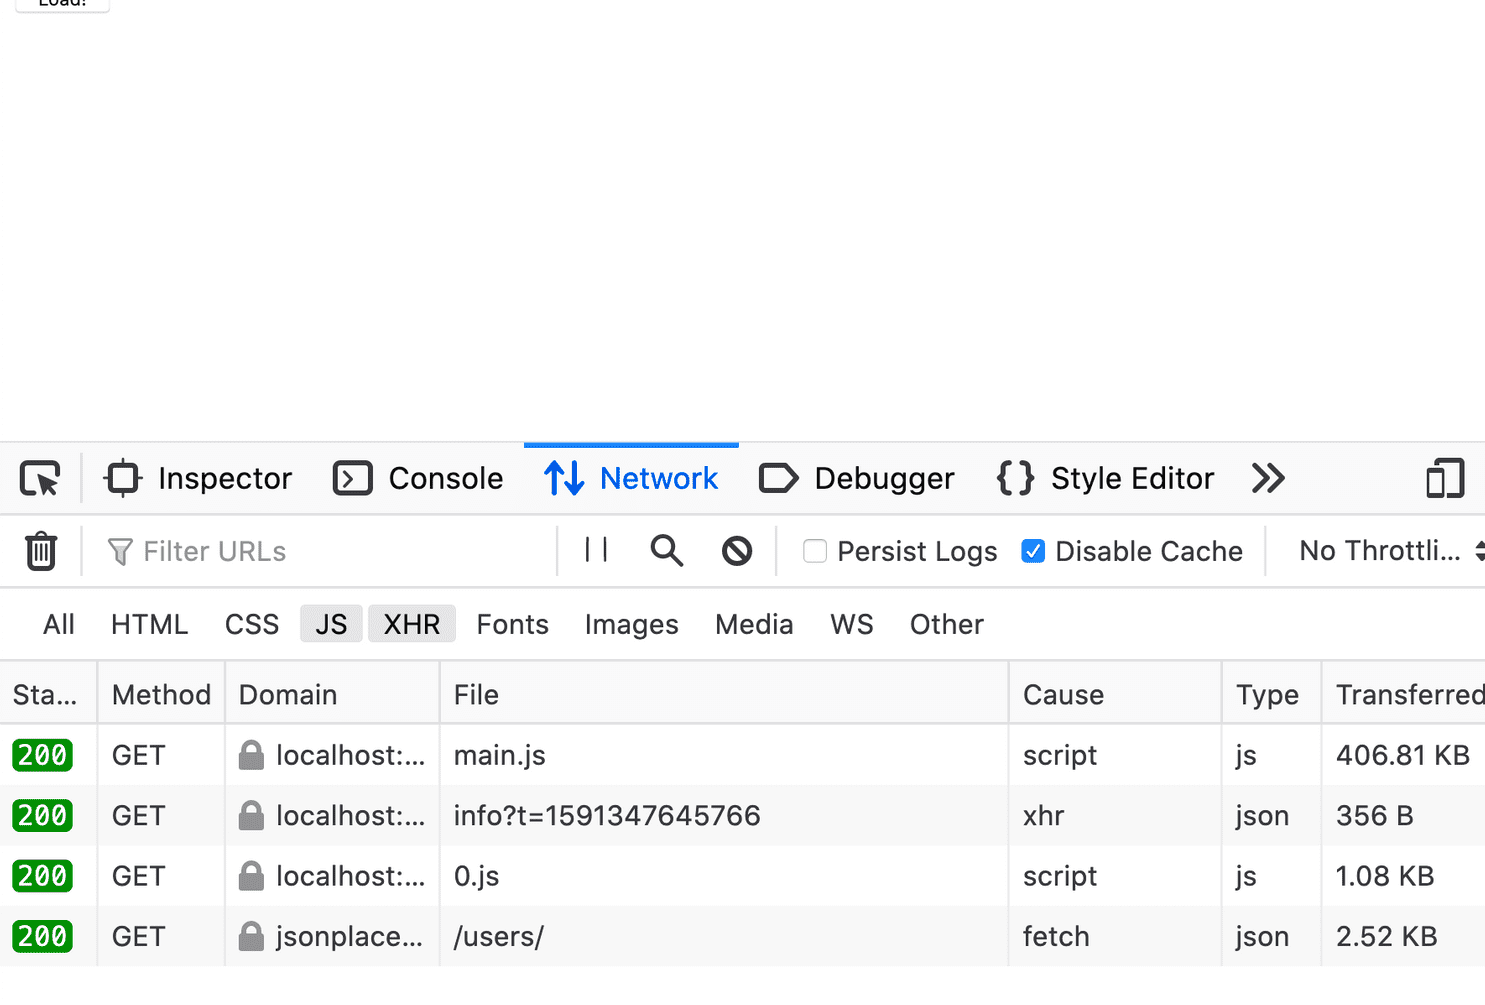 Load!
Inspector Console Network Debugger Style Editor
Filter URLs Persist Logs Disable Cache No Throttli...
All HTML CSS JS XHR Fonts Images Media WS Other
Sta... Method Domain File Cause Type Transferred
200 GET localhost:... main.js script js 406.81 KB
200 GET localhost:... info?t=1591347645766 xhr json 356 B
200 GET localhost:... 0.js script js 1.08 KB
200 GET jsonplace... /users/ fetch json 2.52 KB